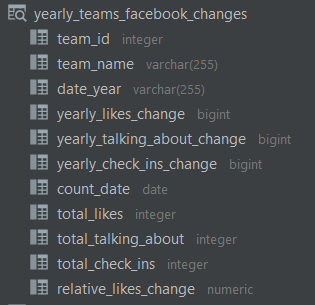 yearly_teams_facebook_changes
team_id integer
team_name varchar(255)
date_year varchar(255)
yearly_likes_change bigint
yearly_talking_about_change bigint
yearly_check_ins_change bigint
count_date date
total_likes integer
total_talking_about integer
total_check_ins integer
relative_likes_change numeric